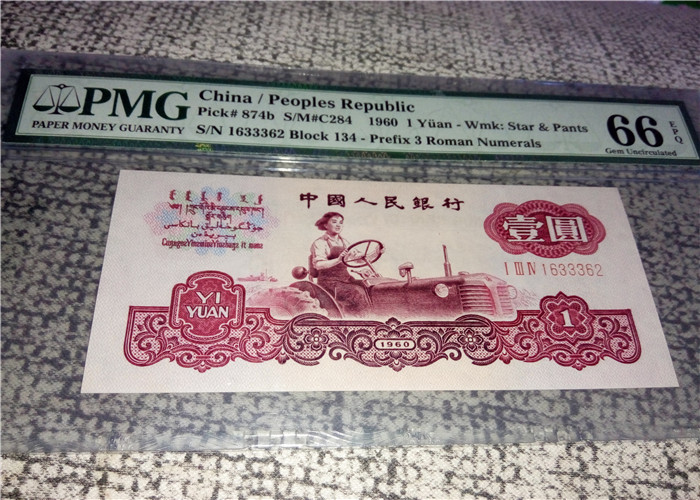 PMG
PAPER MONEY GUARANTY
China / Peoples Republic
Pick# 874b S/M#C284 1960 1 Yüan - Wmk: Star & Pants
S/N 1633362 Block 134 - Prefix 3 Roman Numerals
66 EPQ
Gem Uncirculated
中國人民銀行
壹圓
I III IV 1633362
YI
YUAN
1960
1